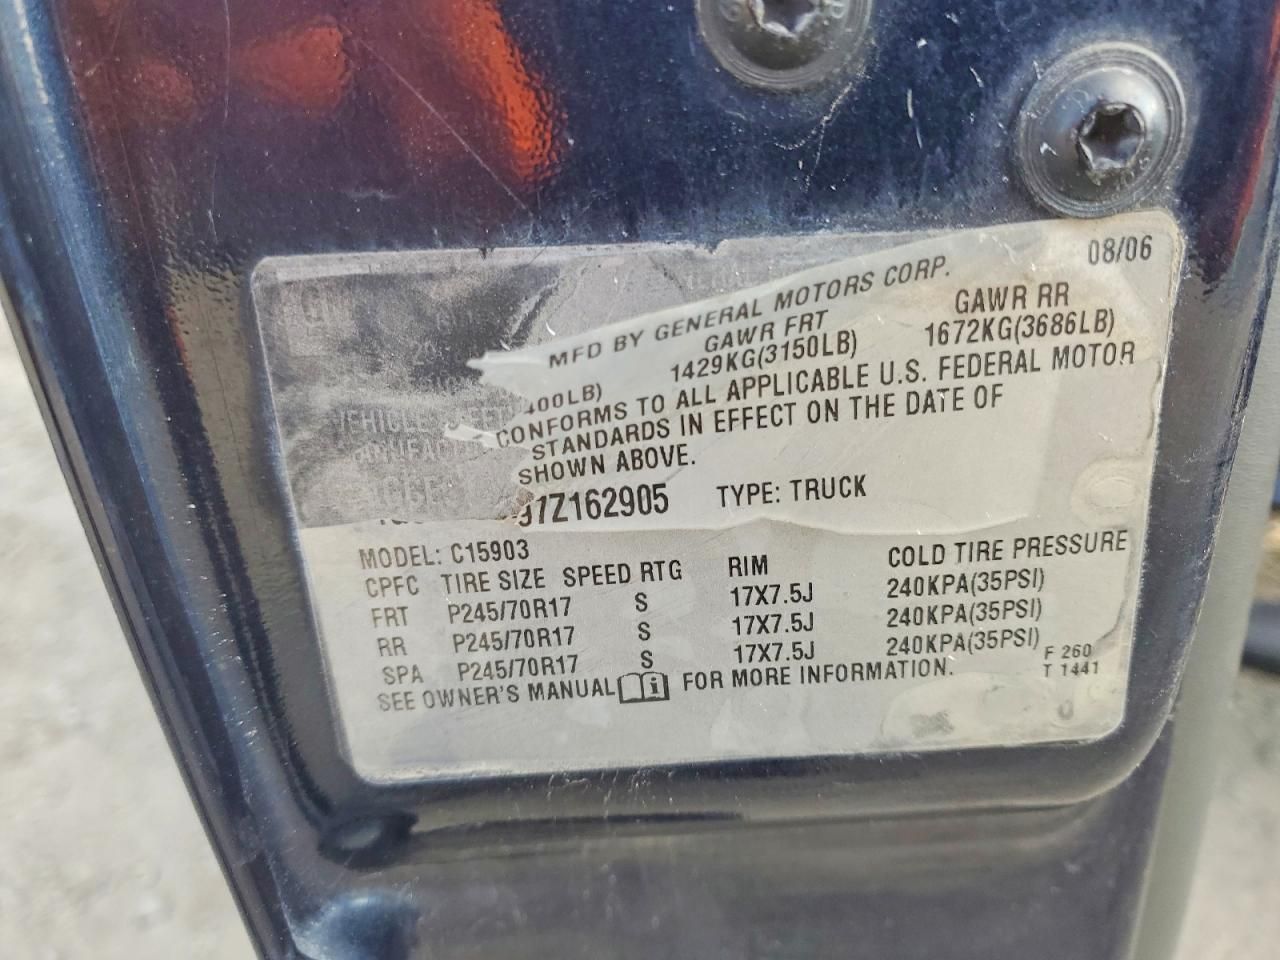 08/06
MFD BY GENERAL MOTORS CORP.
GAWR FRT GAWR RR
400LB) 1429KG(3150LB) 1672KG(3686LB)
CONFORMS TO ALL APPLICABLE U.S. FEDERAL MOTOR
VEHICLE STANDARDS IN EFFECT ON THE DATE OF
SHOWN ABOVE.
7Z162905 TYPE: TRUCK
MODEL: C15903
CPFC TIRE SIZE SPEED RTG RIM COLD TIRE PRESSURE
FRT P245/70R17 S 17X7.5J 240KPA(35PSI)
RR P245/70R17 S 17X7.5J 240KPA(35PSI)
SPA P245/70R17 S 17X7.5J 240KPA(35PSI)
SEE OWNER'S MANUAL FOR MORE INFORMATION.
F 260
T 1441